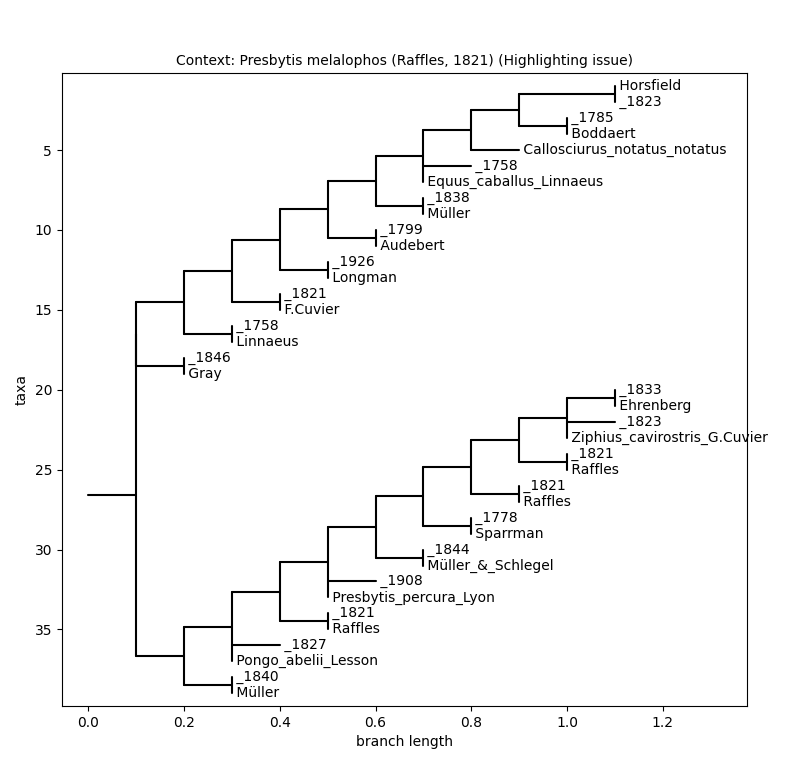 Context: Presbytis melalophos (Raffles, 1821) (Highlighting issue)
Horsfield
_1823
_1785
Boddaert
Callosciurus_notatus_notatus
_1758
Equus_caballus_Linnaeus
_1838
Müller
_1799
Audebert
_1926
Longman
_1821
F.Cuvier
_1758
Linnaeus
_1846
Gray
_1833
Ehrenberg
_1823
Ziphius_cavirostris_G.Cuvier
_1821
Raffles
_1821
Raffles
_1778
Sparrman
_1844
Müller_&_Schlegel
_1908
Presbytis_percura_Lyon
_1821
Raffles
_1827
Pongo_abelii_Lesson
_1840
Müller
5
10
15
20
25
30
35
taxa
0.0 0.2 0.4 0.6 0.8 1.0 1.2
branch length